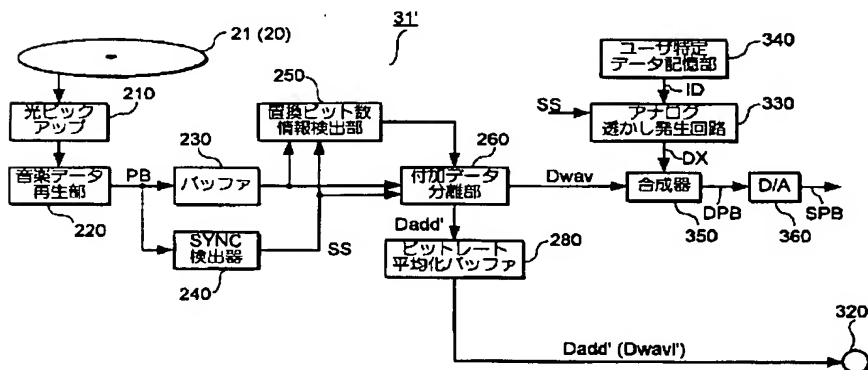 31'
21 (20)
光ピック
アップ
210
音楽データ
再生部
220
PB
230
バッファ
SYNC
検出器
240
SS
250
置換ビット数
情報検出部
260
付加データ
分離部
Dadd'
ビットレート
平均化バッファ
280
Dwav
ユーザ特定
データ記憶部
340
ID
SS
アナログ
透かし発生回路
330
DX
合成器
350
DPB
D/A
360
SPB
Dadd' (Dwavl')
320